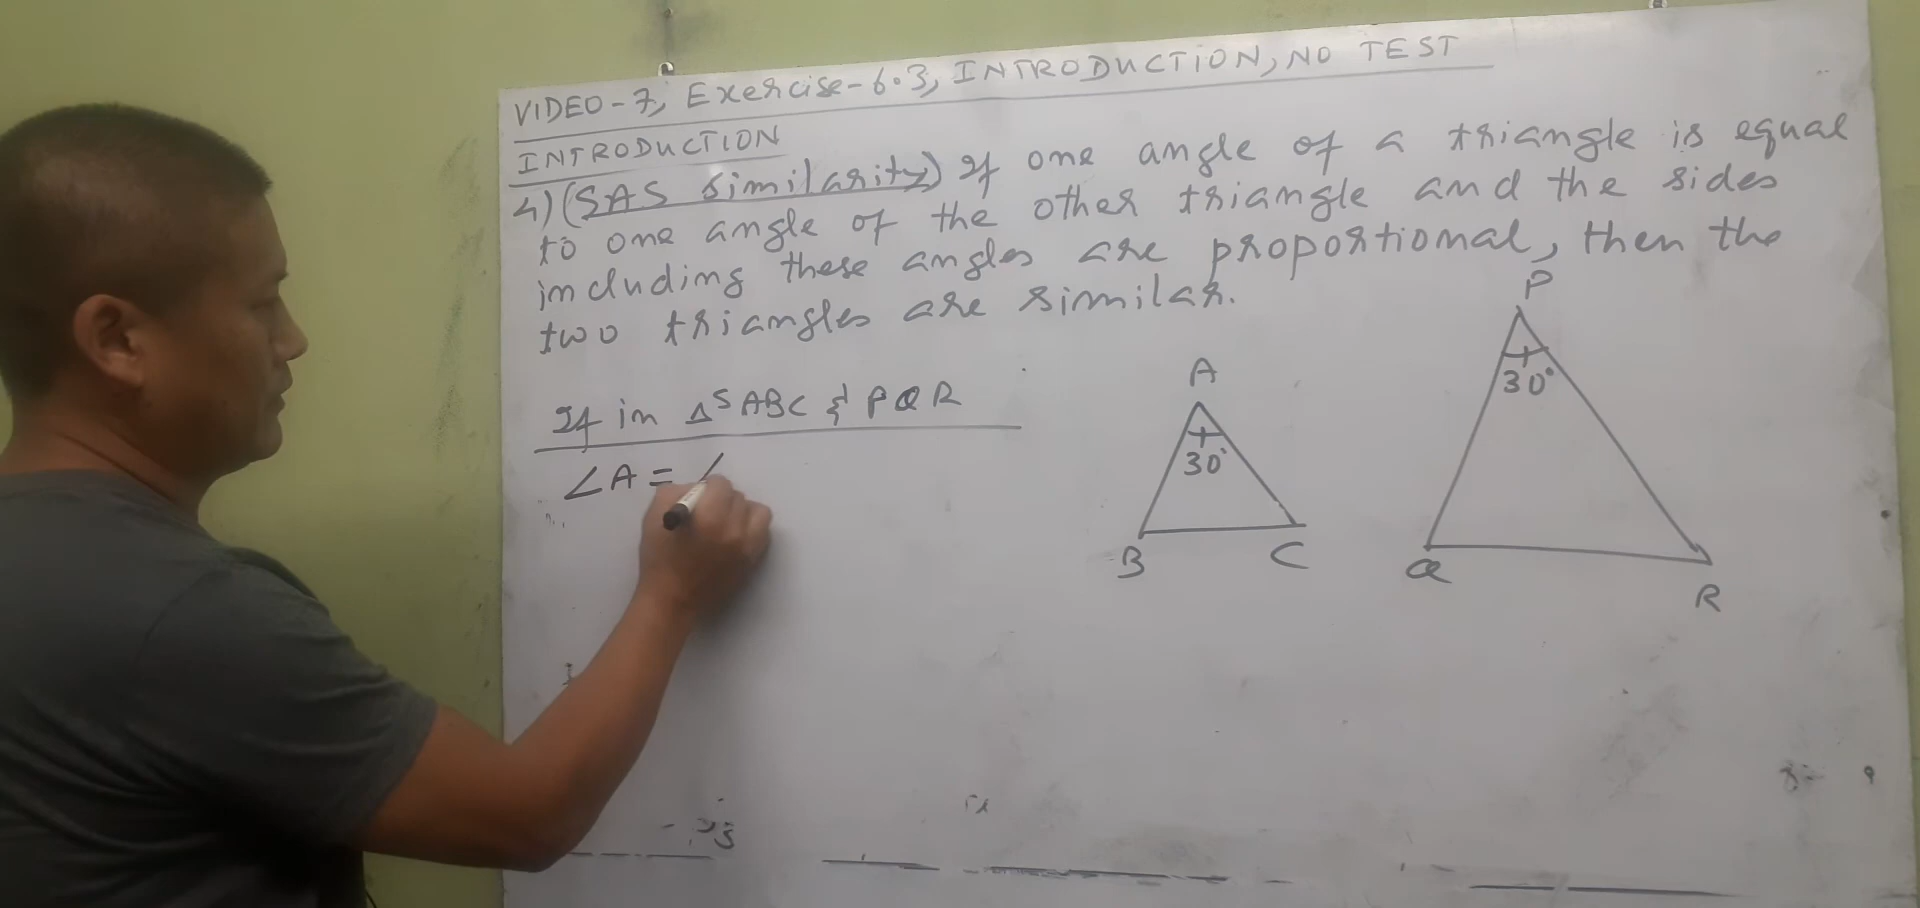 VIDEO-7, Exercise-6.3, INTRODUCTION, NO TEST
INTRODUCTION
4) (SAS similarity) If one angle of a triangle is equal
to one angle of the other triangle and the sides
including these angles are proportional, then the
two triangles are similar.
If in ΔS ABC & PQR
∠A = ∠
A
30°
B C
P
30°
Q
R